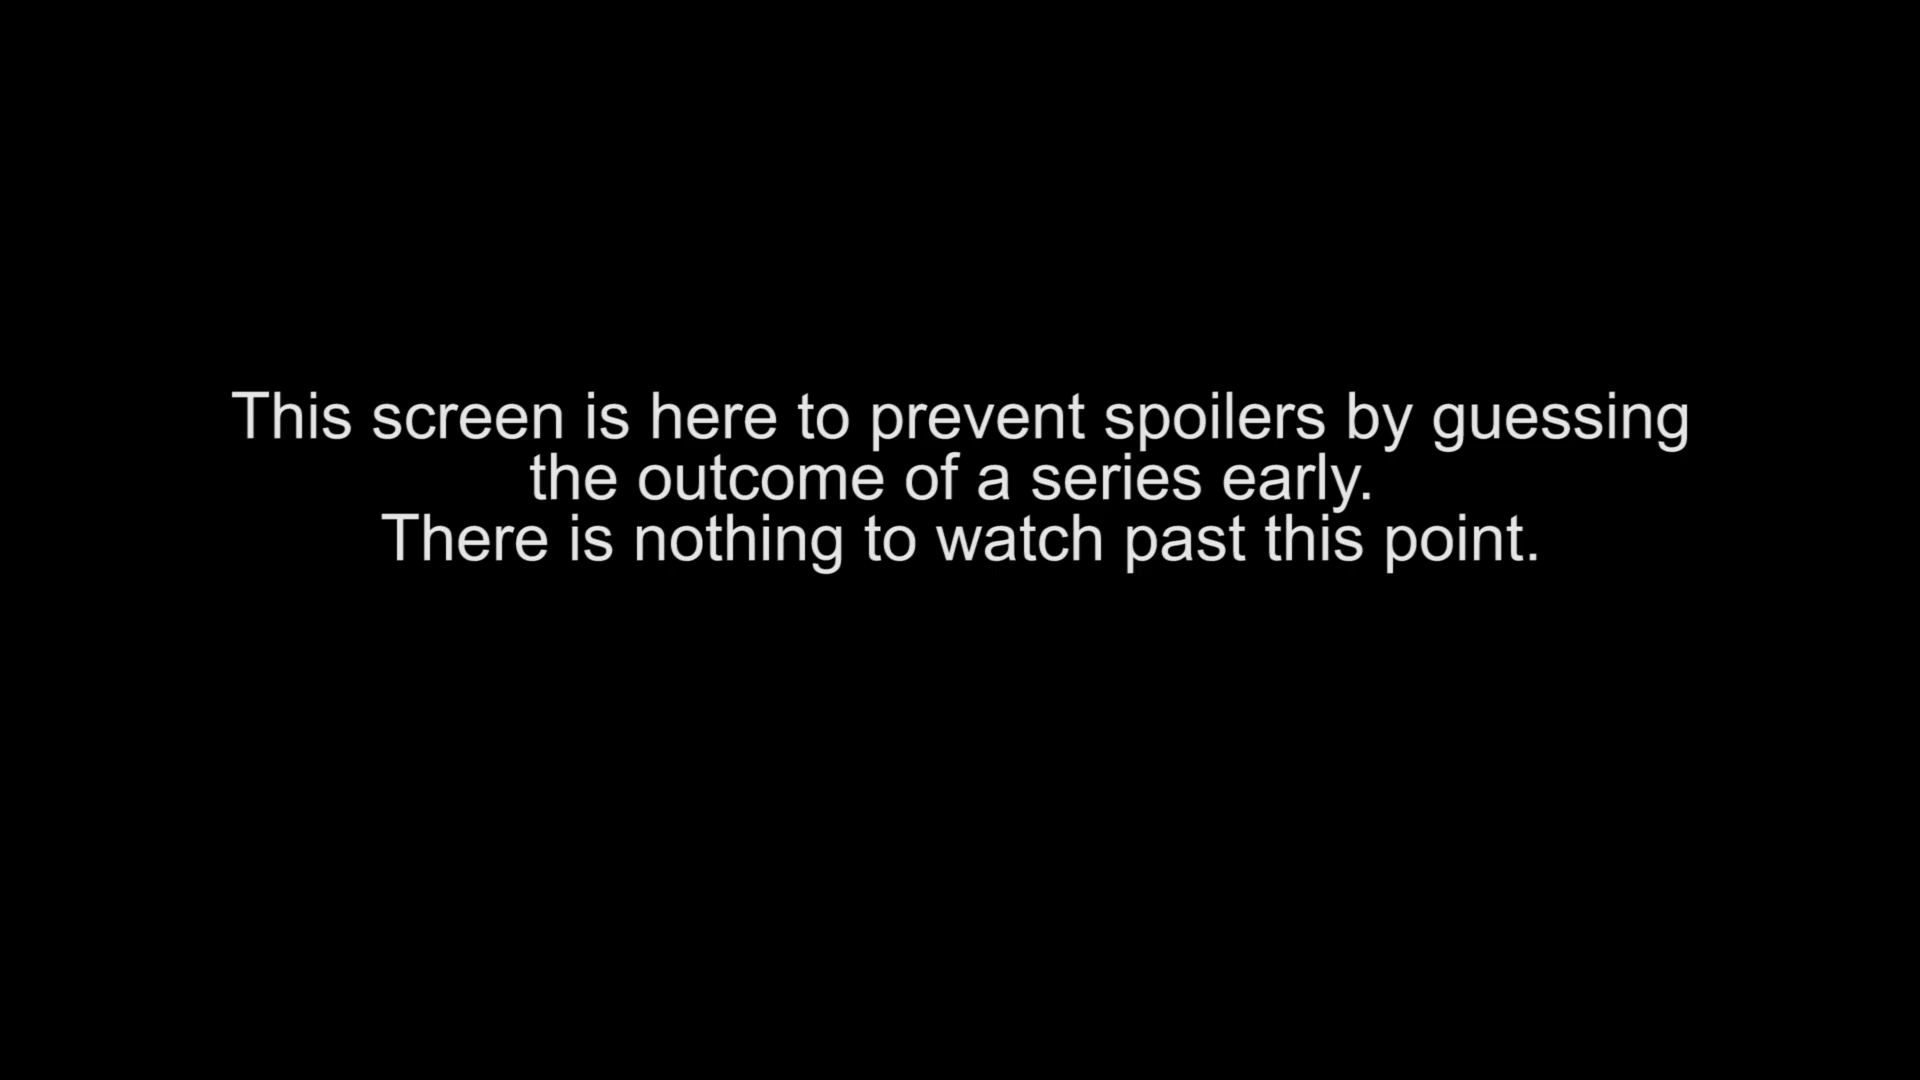 This screen is here to prevent spoilers by guessing
the outcome of a series early.
There is nothing to watch past this point.